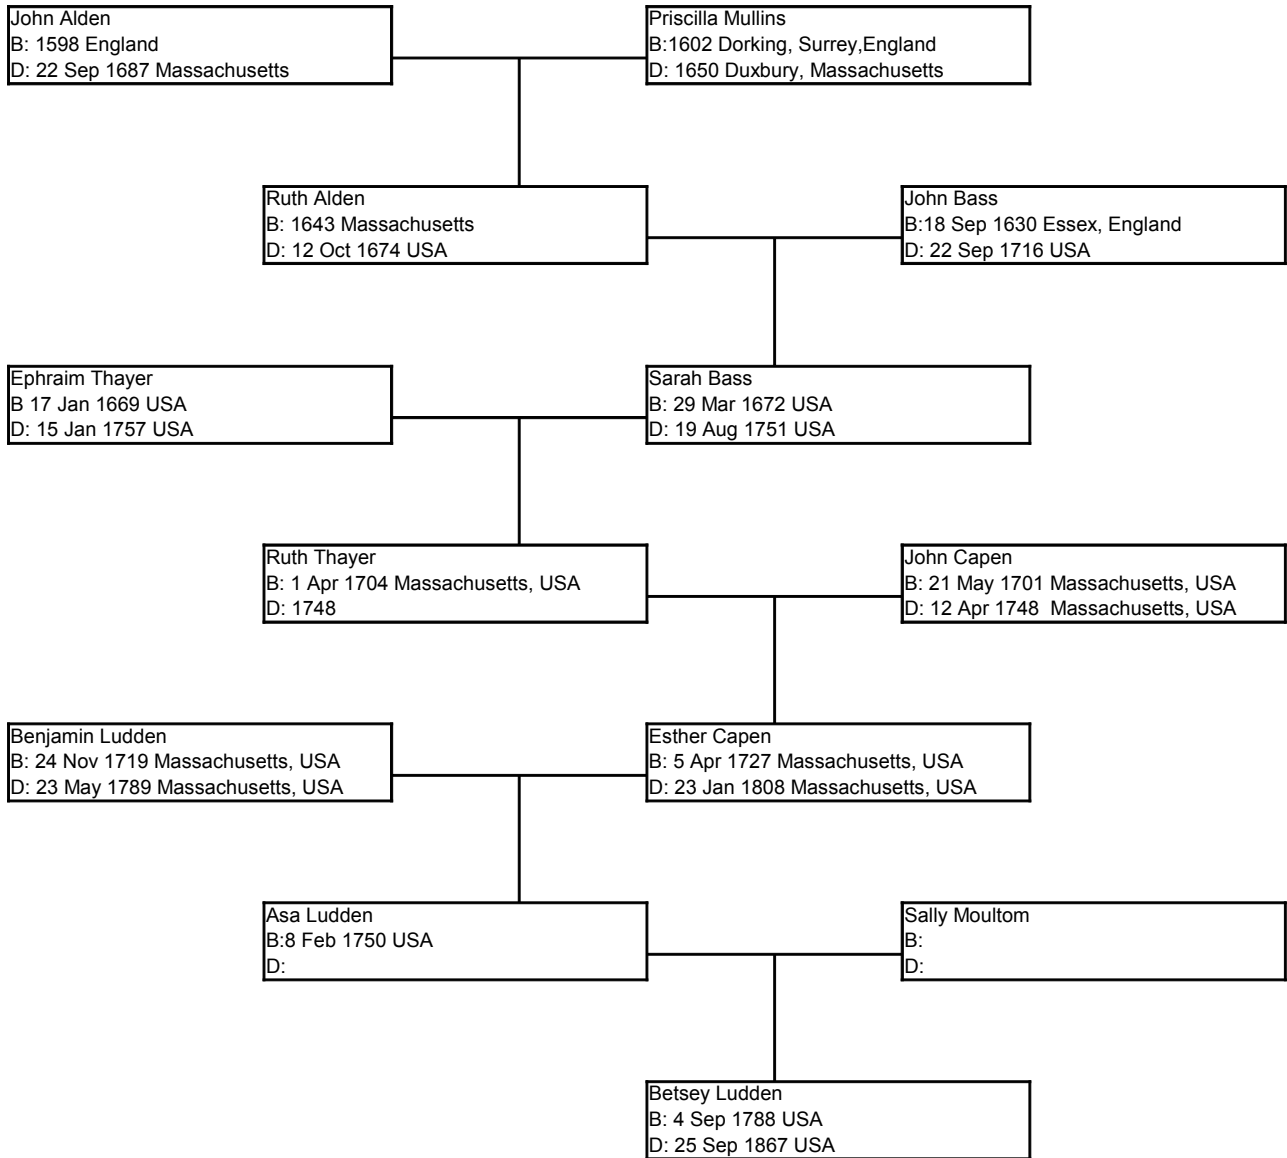 John Alden
B: 1598 England
D: 22 Sep 1687 Massachusetts
Priscilla Mullins
B:1602 Dorking, Surrey,England
D: 1650 Duxbury, Massachusetts
Ruth Alden
B: 1643 Massachusetts
D: 12 Oct 1674 USA
John Bass
B:18 Sep 1630 Essex, England
D: 22 Sep 1716 USA
Ephraim Thayer
B 17 Jan 1669 USA
D: 15 Jan 1757 USA
Sarah Bass
B: 29 Mar 1672 USA
D: 19 Aug 1751 USA
Ruth Thayer
B: 1 Apr 1704 Massachusetts, USA
D: 1748
John Capen
B: 21 May 1701 Massachusetts, USA
D: 12 Apr 1748  Massachusetts, USA
Benjamin Ludden
B: 24 Nov 1719 Massachusetts, USA
D: 23 May 1789 Massachusetts, USA
Esther Capen
B: 5 Apr 1727 Massachusetts, USA
D: 23 Jan 1808 Massachusetts, USA
Asa Ludden
B:8 Feb 1750 USA
D:
Sally Moultom
B:
D:
Betsey Ludden
B: 4 Sep 1788 USA
D: 25 Sep 1867 USA